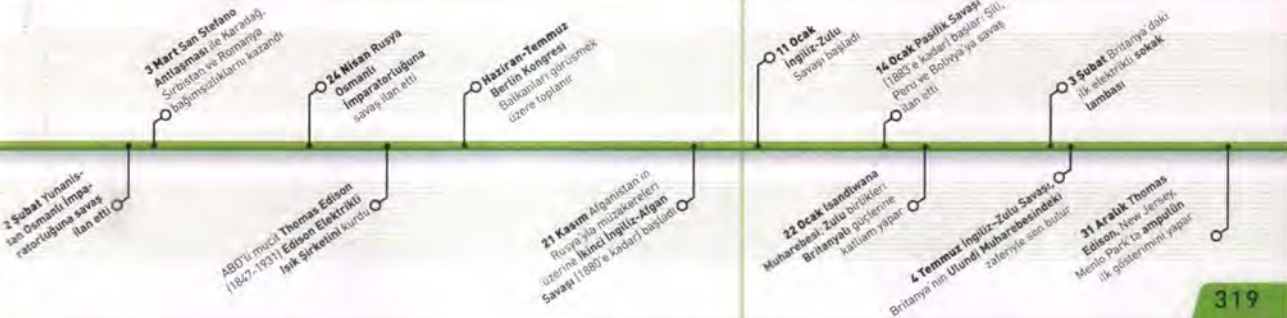 3 Mart San Stefano
Antlaşması ile Karadağ,
Sırbistan ve Romanya
bağımsızlıklarnı kazandı
24 Nisan Rusya
Osmanlı
İmparatorluğuna
savaş ilan etti
Haziran-Temmuz
Berlin Kongresi
Balkanları görüşmek
üzere toplanır
11 Ocak
İngiliz-Zulu
Savaşı başladı
14 Ocak Pasifik Savaşı
(1883'e kadar) başlar: Şili,
Peru ve Bolivya'ya savaş
ilan etti
3 Şubat Britanya'daki
ilk elektrikli sokak
lambası
2 Şubat Yunanis-
tan Osmanlı İmpa-
ratorluğuna savaş
ilan etti
ABD'li mucit Thomas Edison
(1847-1931) Edison Elektrikli
Işık Şirketini kurdu
21 Kasım Afganistan'ın
Rusya'yla müzakereleri
üzerine İkinci İngiliz-Afgan
Savaşı (1880'e kadar) başladı
22 Ocak Isandlwana
Muharebesi: Zulu birlikleri
Britanyalı güçlerine
katliam yapar
4 Temmuz İngiliz-Zulu Savaşı,
Britanya'nın Ulundi Muharebesindeki
zaferiyle son bulur
31 Aralık Thomas
Edison, New Jersey,
Menlo Park'ta ampulün
ilk gösterimini yapar
319